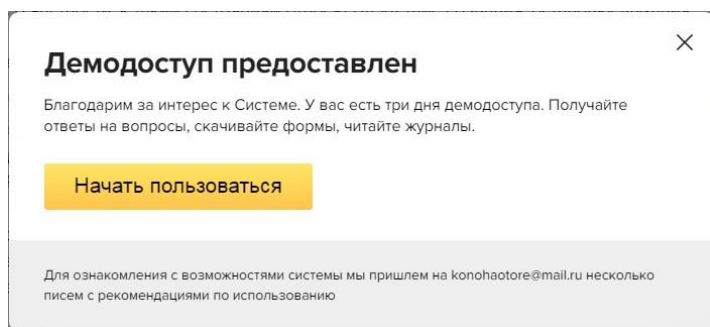 Демодоступ предоставлен
Благодарим за интерес к Системе. У вас есть три дня демодоступа. Получайте
ответы на вопросы, скачивайте формы, читайте журналы.
Начать пользоваться
Для ознакомления с возможностями системы мы пришлем на konohaotore@mail.ru несколько
писем с рекомендациями по использованию